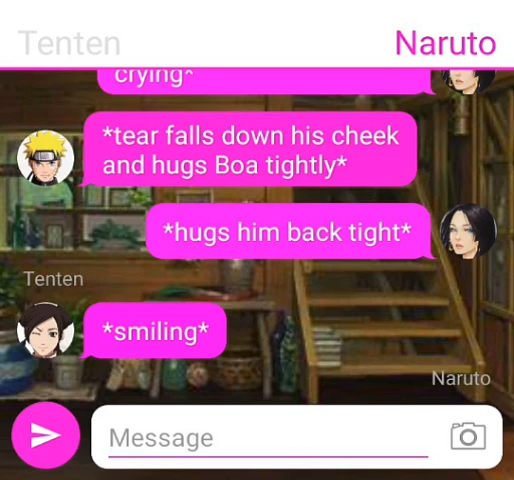 Tenten Naruto
crying*
*tear falls down his cheek
and hugs Boa tightly*
*hugs him back tight*
Tenten
*smiling*
Naruto
Message